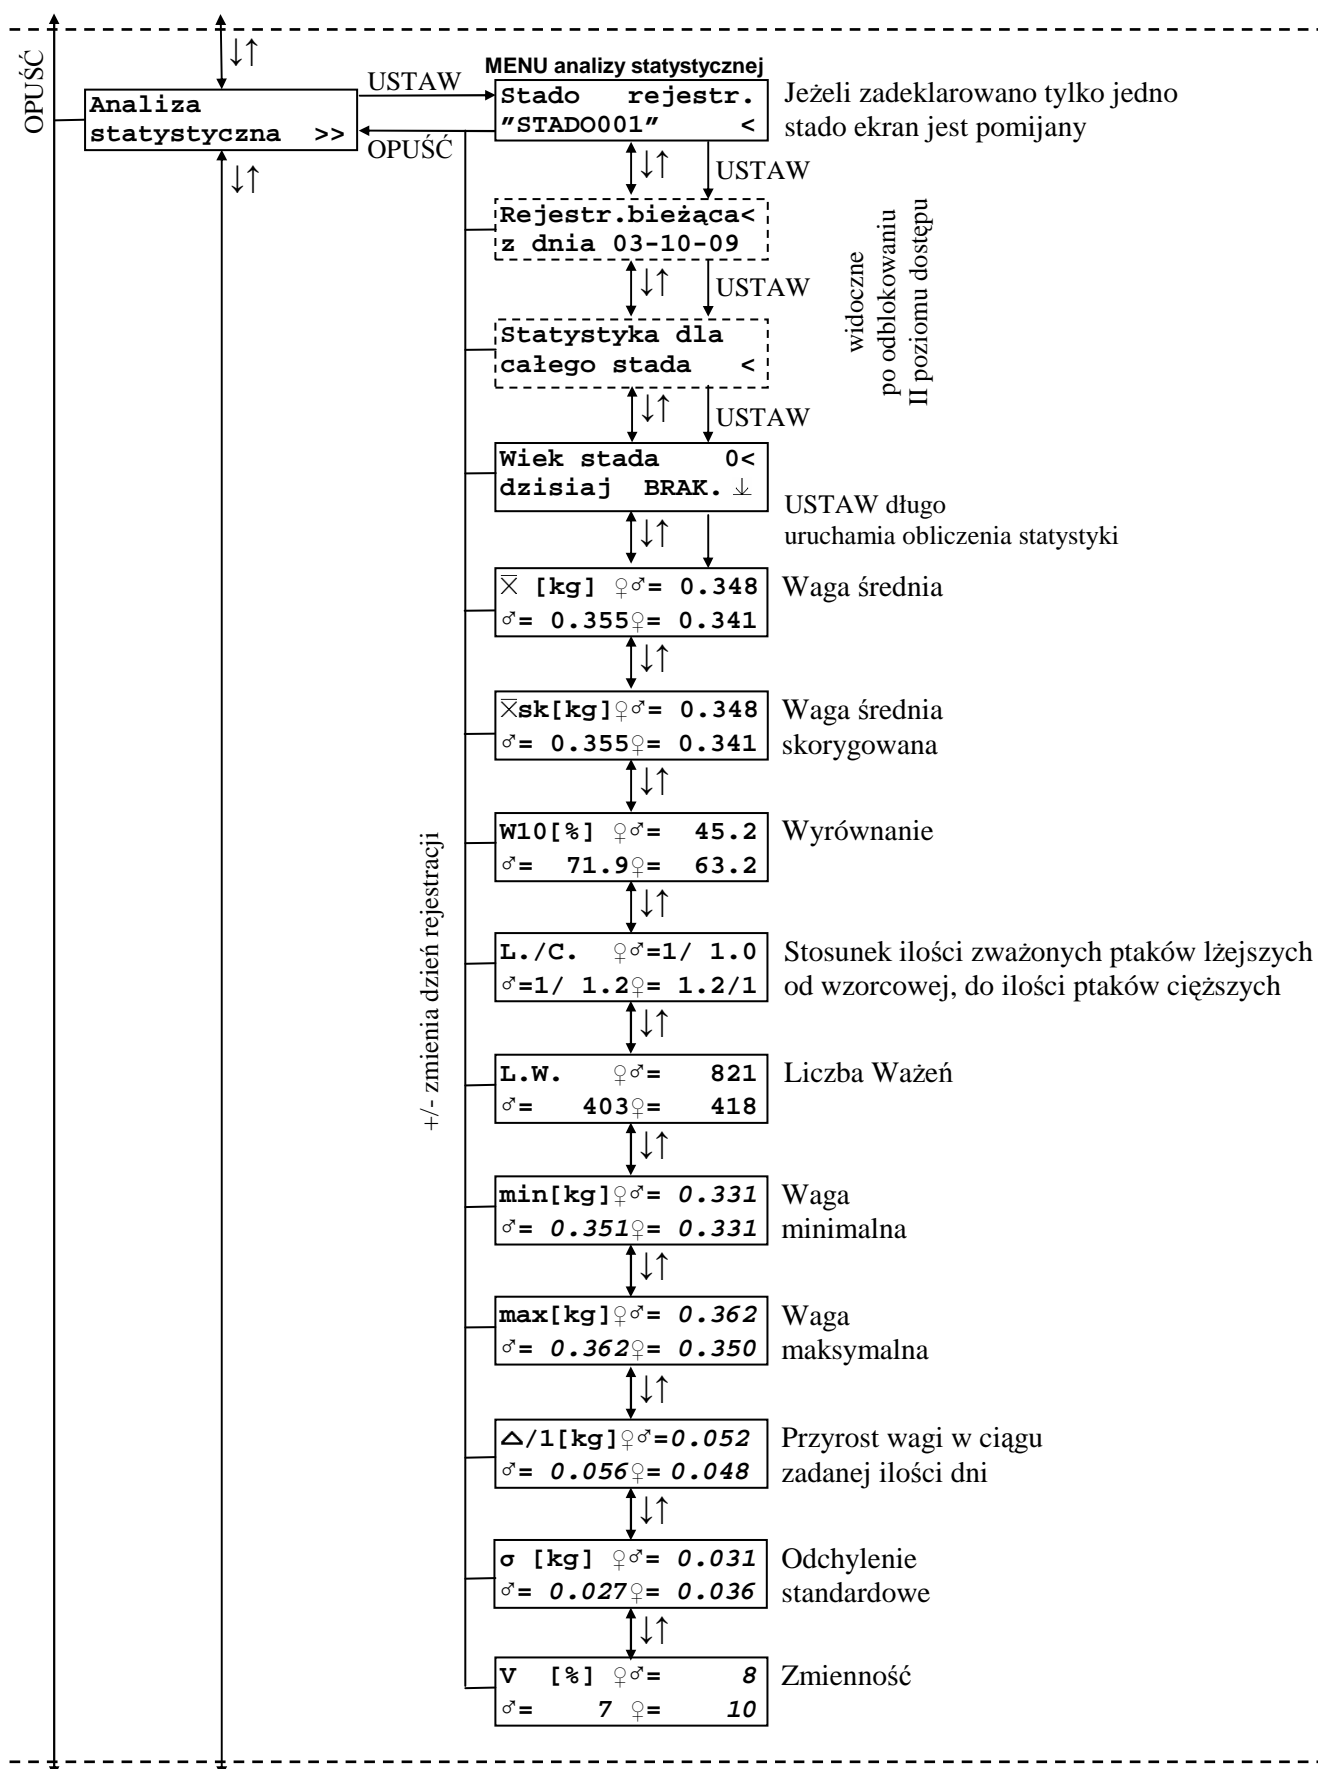 OPUŚĆ
↓↑
Analiza
statystyczna >>
↓↑
USTAW
OPUŚĆ
MENU analizy statystycznej
Stado rejestr.
"STADO001" <
Jeżeli zadeklarowano tylko jedno
stado ekran jest pomijany
↓↑ USTAW
Rejestr.bieżąca<
z dnia 03-10-09
↓↑ USTAW
Statystyka dla
całego stada <
widoczne
po odblokowaniu
II poziomu dostępu
↓↑ USTAW
Wiek stada 0<
dzisiaj BRAK. ↓
USTAW długo
uruchamia obliczenia statystyki
↓↑
X̅ [kg] ♀♂= 0.348
♂= 0.355♀= 0.341
Waga średnia
↓↑
X̅sk[kg]♀♂= 0.348
♂= 0.355♀= 0.341
Waga średnia
skorygowana
↓↑
+/- zmienia dzień rejestracji
W10[%] ♀♂= 45.2
♂= 71.9♀= 63.2
Wyrównanie
↓↑
L./C. ♀♂=1/ 1.0
♂=1/ 1.2♀= 1.2/1
Stosunek ilości zważonych ptaków lżejszych
od wzorcowej, do ilości ptaków cięższych
↓↑
L.W. ♀♂= 821
♂= 403♀= 418
Liczba Ważeń
↓↑
min[kg]♀♂= 0.331
♂= 0.351♀= 0.331
Waga
minimalna
↓↑
max[kg]♀♂= 0.362
♂= 0.362♀= 0.350
Waga
maksymalna
↓↑
△/1[kg]♀♂=0.052
♂= 0.056♀= 0.048
Przyrost wagi w ciągu
zadanej ilości dni
↓↑
σ [kg] ♀♂= 0.031
♂= 0.027♀= 0.036
Odchylenie
standardowe
↓↑
V [%] ♀♂= 8
♂= 7 ♀= 10
Zmienność